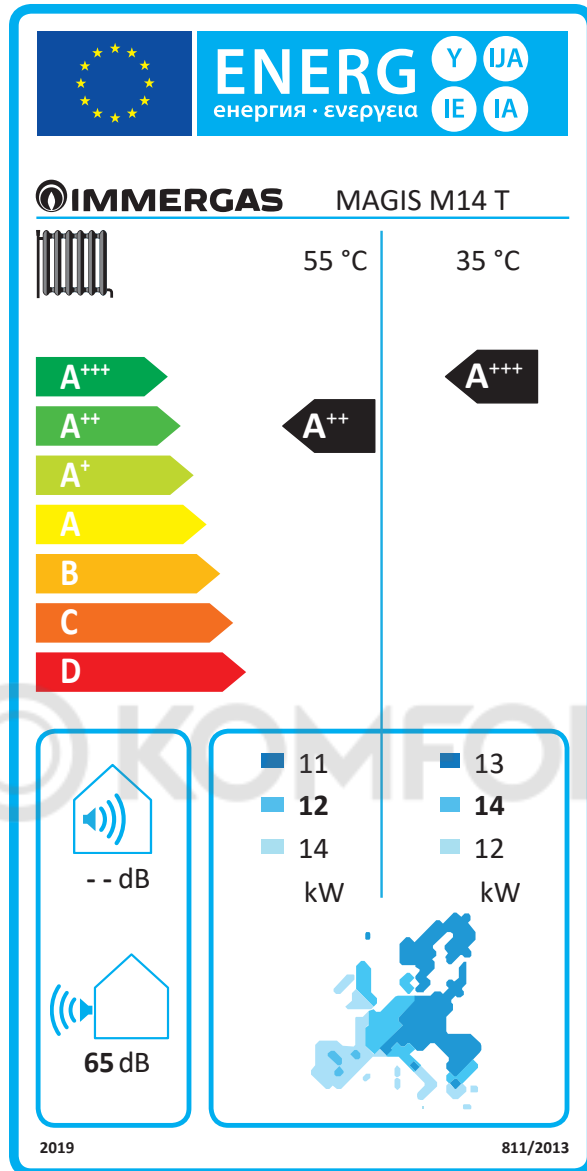 ENERG Y IJA
енергия · ενεργεια IE IA
IMMERGAS MAGIS M14 T
55 °C 35 °C
A+++ A+++
A++ A++
A+
A
B
C
D
KOMFO
11 13
12 14
14 12
kW kW
- - dB
65 dB
2019 811/2013